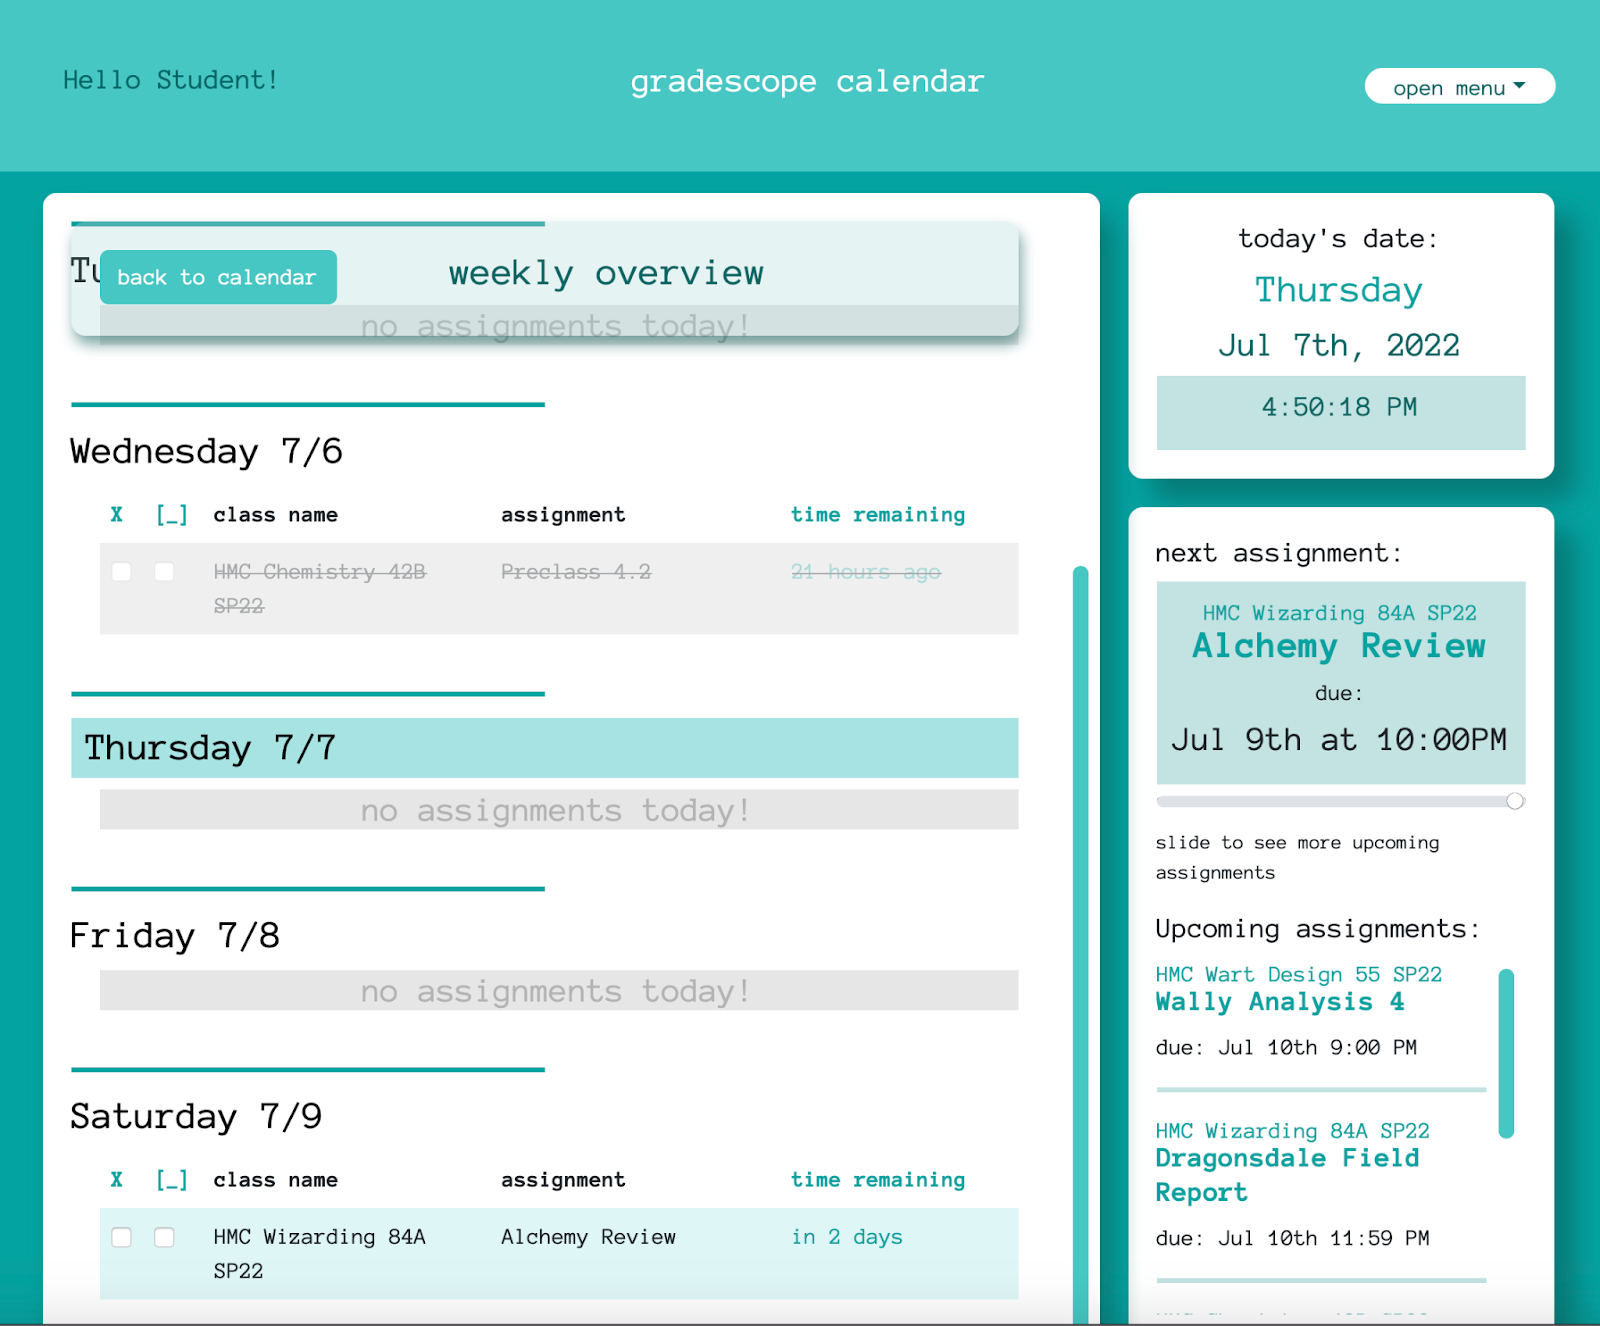 Hello Student!
gradescope calendar
open menu
back to calendar
weekly overview
no assignments today!
Wednesday 7/6
X [_] class name assignment time remaining
HMC Chemistry 42B Preclass 4.2 21 hours ago
SP22
Thursday 7/7
no assignments today!
Friday 7/8
no assignments today!
Saturday 7/9
X [_] class name assignment time remaining
HMC Wizarding 84A Alchemy Review in 2 days
SP22
today's date:
Thursday
Jul 7th, 2022
4:50:18 PM
next assignment:
HMC Wizarding 84A SP22
Alchemy Review
due:
Jul 9th at 10:00PM
slide to see more upcoming
assignments
Upcoming assignments:
HMC Wart Design 55 SP22
Wally Analysis 4
due: Jul 10th 9:00 PM
HMC Wizarding 84A SP22
Dragonsdale Field
Report
due: Jul 10th 11:59 PM